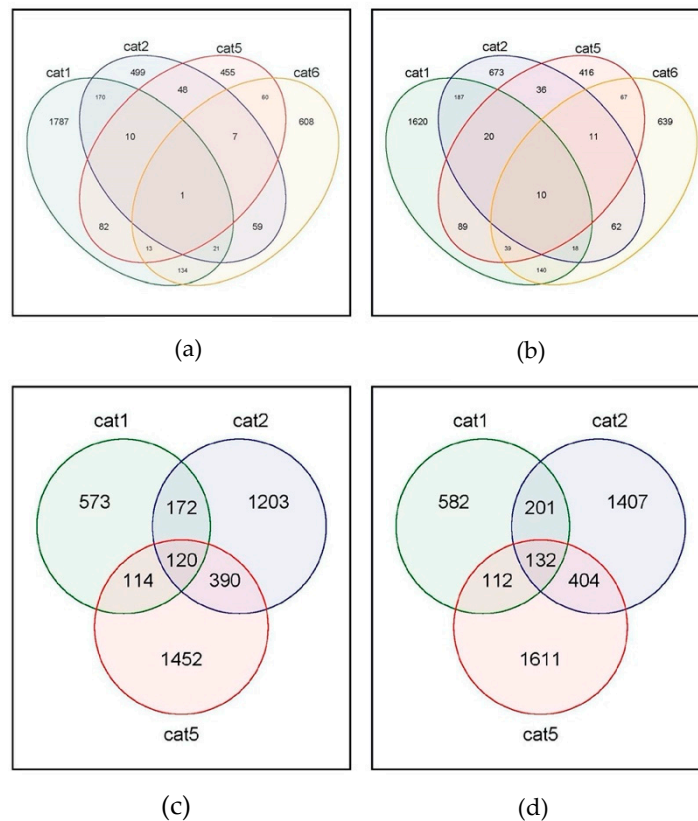 cat2 cat5
cat1 499 455 cat6
170 48 60
1787 10 7 608
1
82 59
13 21
134
(a)
cat2 cat5
cat1 673 416 cat6
187 36 67
1620 20 11 639
10
89 62
39 18
140
(b)
cat1 cat2
573 172 1203
120
114 390
1452
cat5
(c)
cat1 cat2
582 201 1407
132
112 404
1611
cat5
(d)